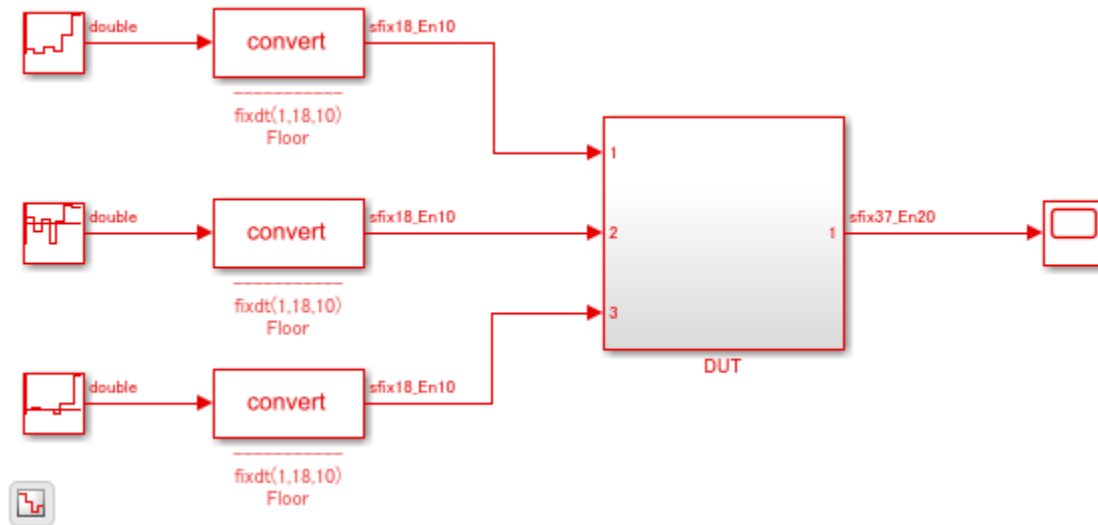 double
convert
sfix18_En10
fixdt(1,18,10)
Floor
1
double
convert
sfix18_En10
2
1
sfix37_En20
fixdt(1,18,10)
Floor
3
DUT
double
convert
sfix18_En10
fixdt(1,18,10)
Floor